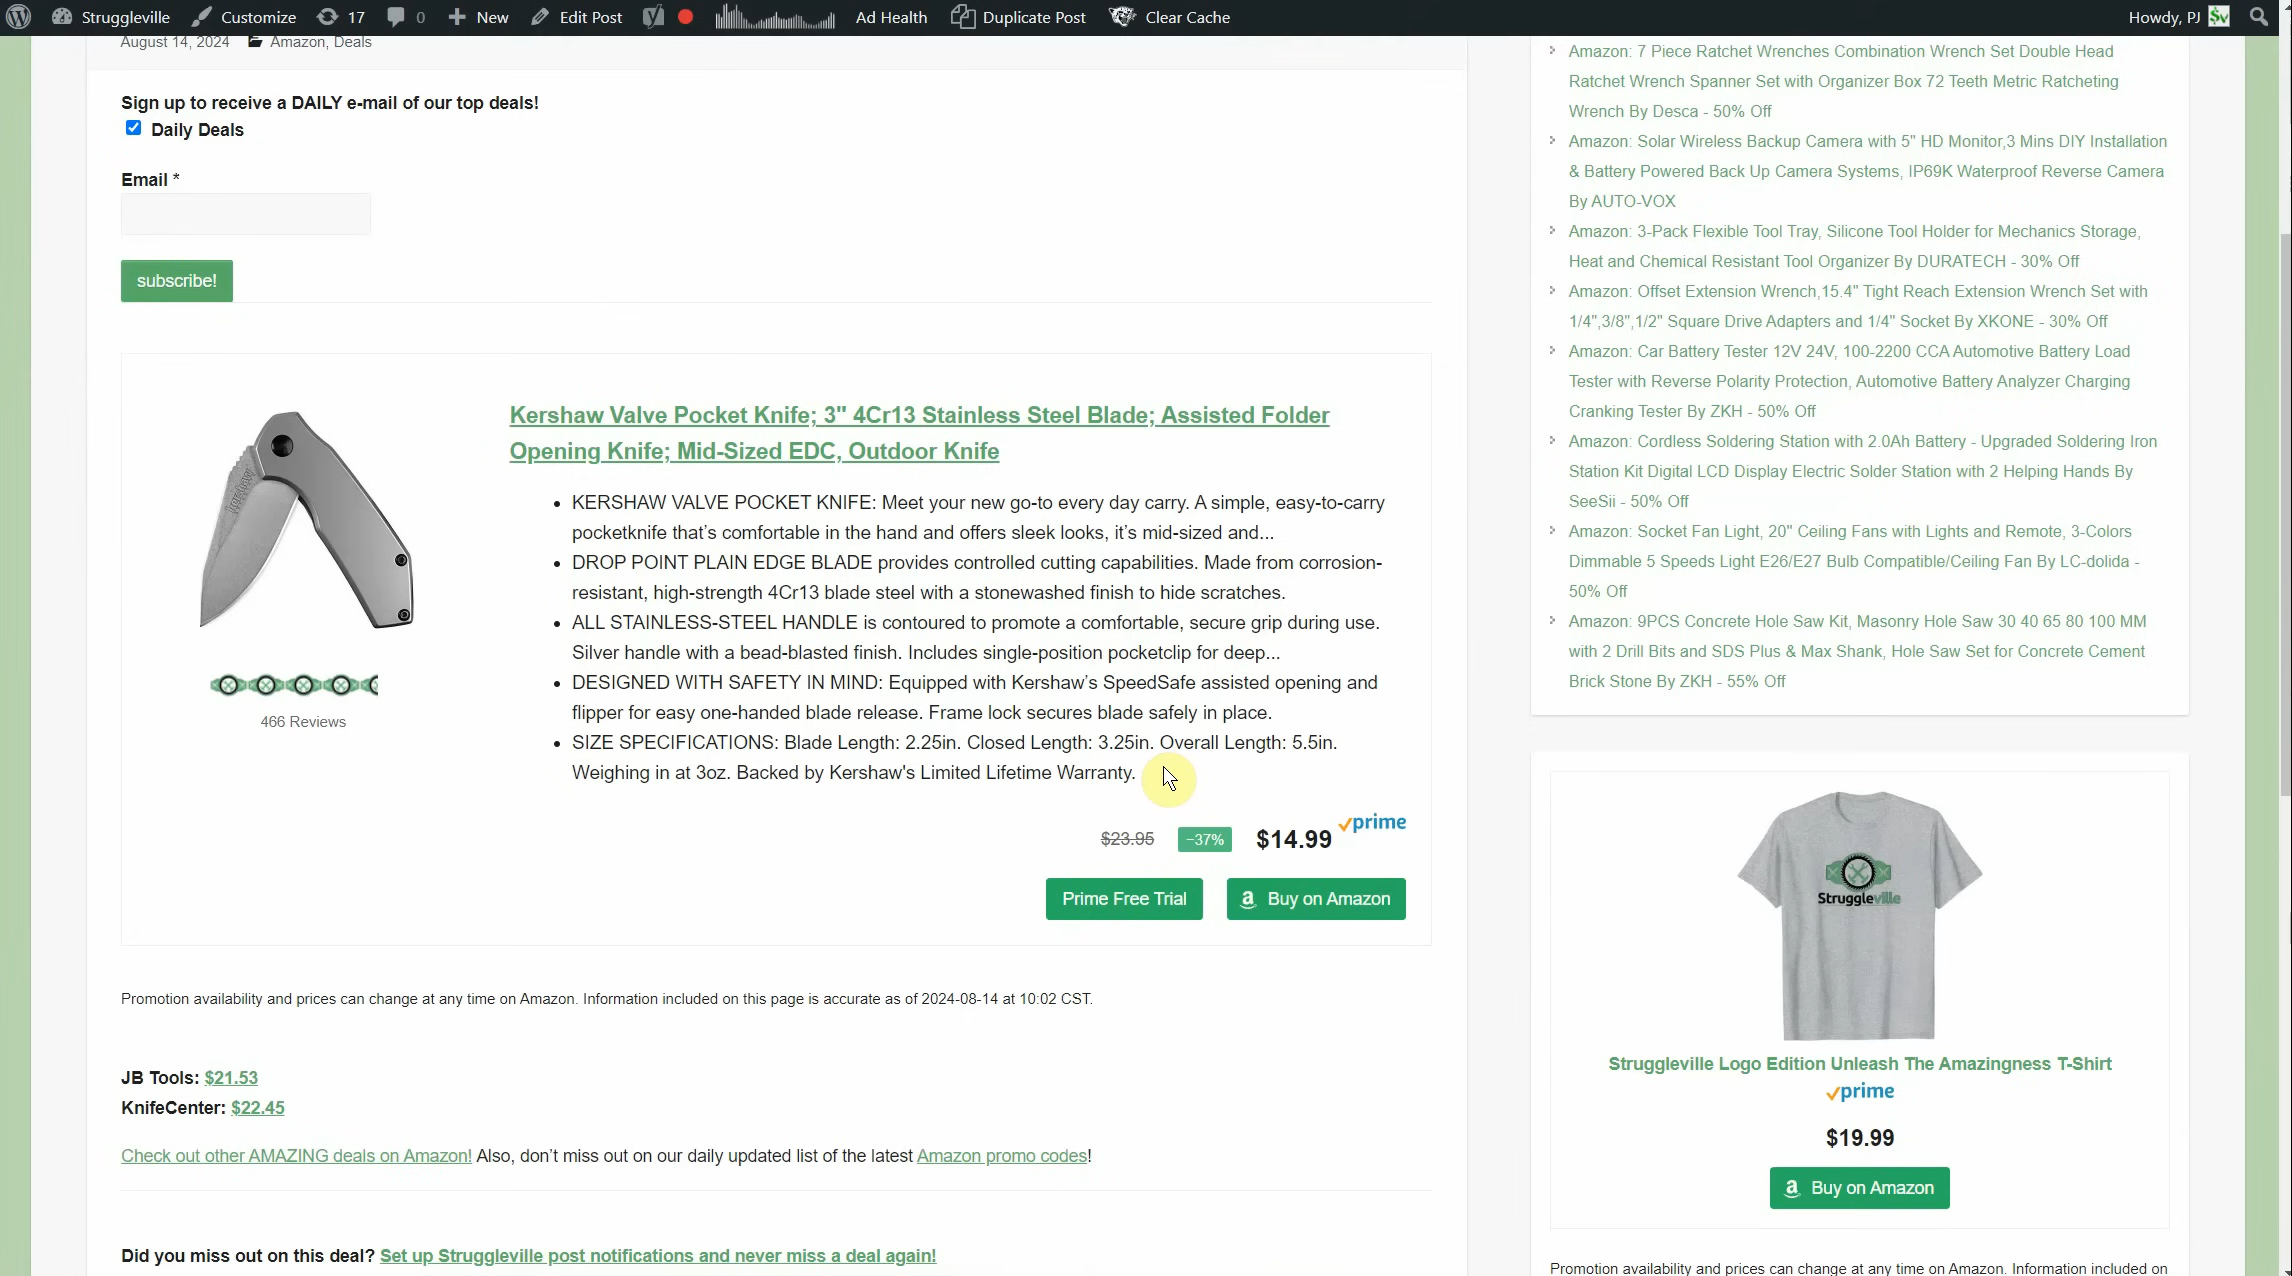 Struggleville
Customize
17
0
New
Edit Post
Ad Health
Duplicate Post
Clear Cache
Howdy, PJ
August 14, 2024 Amazon, Deals
Sign up to receive a DAILY e-mail of our top deals!
Daily Deals
Email *
subscribe!
Kershaw Valve Pocket Knife; 3" 4Cr13 Stainless Steel Blade; Assisted Folder
Opening Knife; Mid-Sized EDC, Outdoor Knife
KERSHAW VALVE POCKET KNIFE: Meet your new go-to every day carry. A simple, easy-to-carry
pocketknife that's comfortable in the hand and offers sleek looks, it's mid-sized and...
DROP POINT PLAIN EDGE BLADE provides controlled cutting capabilities. Made from corrosion-
resistant, high-strength 4Cr13 blade steel with a stonewashed finish to hide scratches.
ALL STAINLESS-STEEL HANDLE is contoured to promote a comfortable, secure grip during use.
Silver handle with a bead-blasted finish. Includes single-position pocketclip for deep...
DESIGNED WITH SAFETY IN MIND: Equipped with Kershaw's SpeedSafe assisted opening and
flipper for easy one-handed blade release. Frame lock secures blade safely in place.
SIZE SPECIFICATIONS: Blade Length: 2.25in. Closed Length: 3.25in. Overall Length: 5.5in.
Weighing in at 3oz. Backed by Kershaw's Limited Lifetime Warranty.
kershaw
466 Reviews
$23.95 −37% $14.99 prime
Prime Free Trial
Buy on Amazon
Promotion availability and prices can change at any time on Amazon. Information included on this page is accurate as of 2024-08-14 at 10:02 CST.
JB Tools: $21.53
KnifeCenter: $22.45
Check out other AMAZING deals on Amazon! Also, don't miss out on our daily updated list of the latest Amazon promo codes!
Did you miss out on this deal? Set up Struggleville post notifications and never miss a deal again!
Amazon: 7 Piece Ratchet Wrenches Combination Wrench Set Double Head
Ratchet Wrench Spanner Set with Organizer Box 72 Teeth Metric Ratcheting
Wrench By Desca - 50% Off
Amazon: Solar Wireless Backup Camera with 5" HD Monitor,3 Mins DIY Installation
& Battery Powered Back Up Camera Systems, IP69K Waterproof Reverse Camera
By AUTO-VOX
Amazon: 3-Pack Flexible Tool Tray, Silicone Tool Holder for Mechanics Storage,
Heat and Chemical Resistant Tool Organizer By DURATECH - 30% Off
Amazon: Offset Extension Wrench,15.4" Tight Reach Extension Wrench Set with
1/4",3/8",1/2" Square Drive Adapters and 1/4" Socket By XKONE - 30% Off
Amazon: Car Battery Tester 12V 24V, 100-2200 CCA Automotive Battery Load
Tester with Reverse Polarity Protection, Automotive Battery Analyzer Charging
Cranking Tester By ZKH - 50% Off
Amazon: Cordless Soldering Station with 2.0Ah Battery - Upgraded Soldering Iron
Station Kit Digital LCD Display Electric Solder Station with 2 Helping Hands By
SeeSii - 50% Off
Amazon: Socket Fan Light, 20" Ceiling Fans with Lights and Remote, 3-Colors
Dimmable 5 Speeds Light E26/E27 Bulb Compatible/Ceiling Fan By LC-dolida -
50% Off
Amazon: 9PCS Concrete Hole Saw Kit, Masonry Hole Saw 30 40 65 80 100 MM
with 2 Drill Bits and SDS Plus & Max Shank, Hole Saw Set for Concrete Cement
Brick Stone By ZKH - 55% Off
Struggleville
Struggleville Logo Edition Unleash The Amazingness T-Shirt
prime
$19.99
Buy on Amazon
Promotion availability and prices can change at any time on Amazon. Information included on